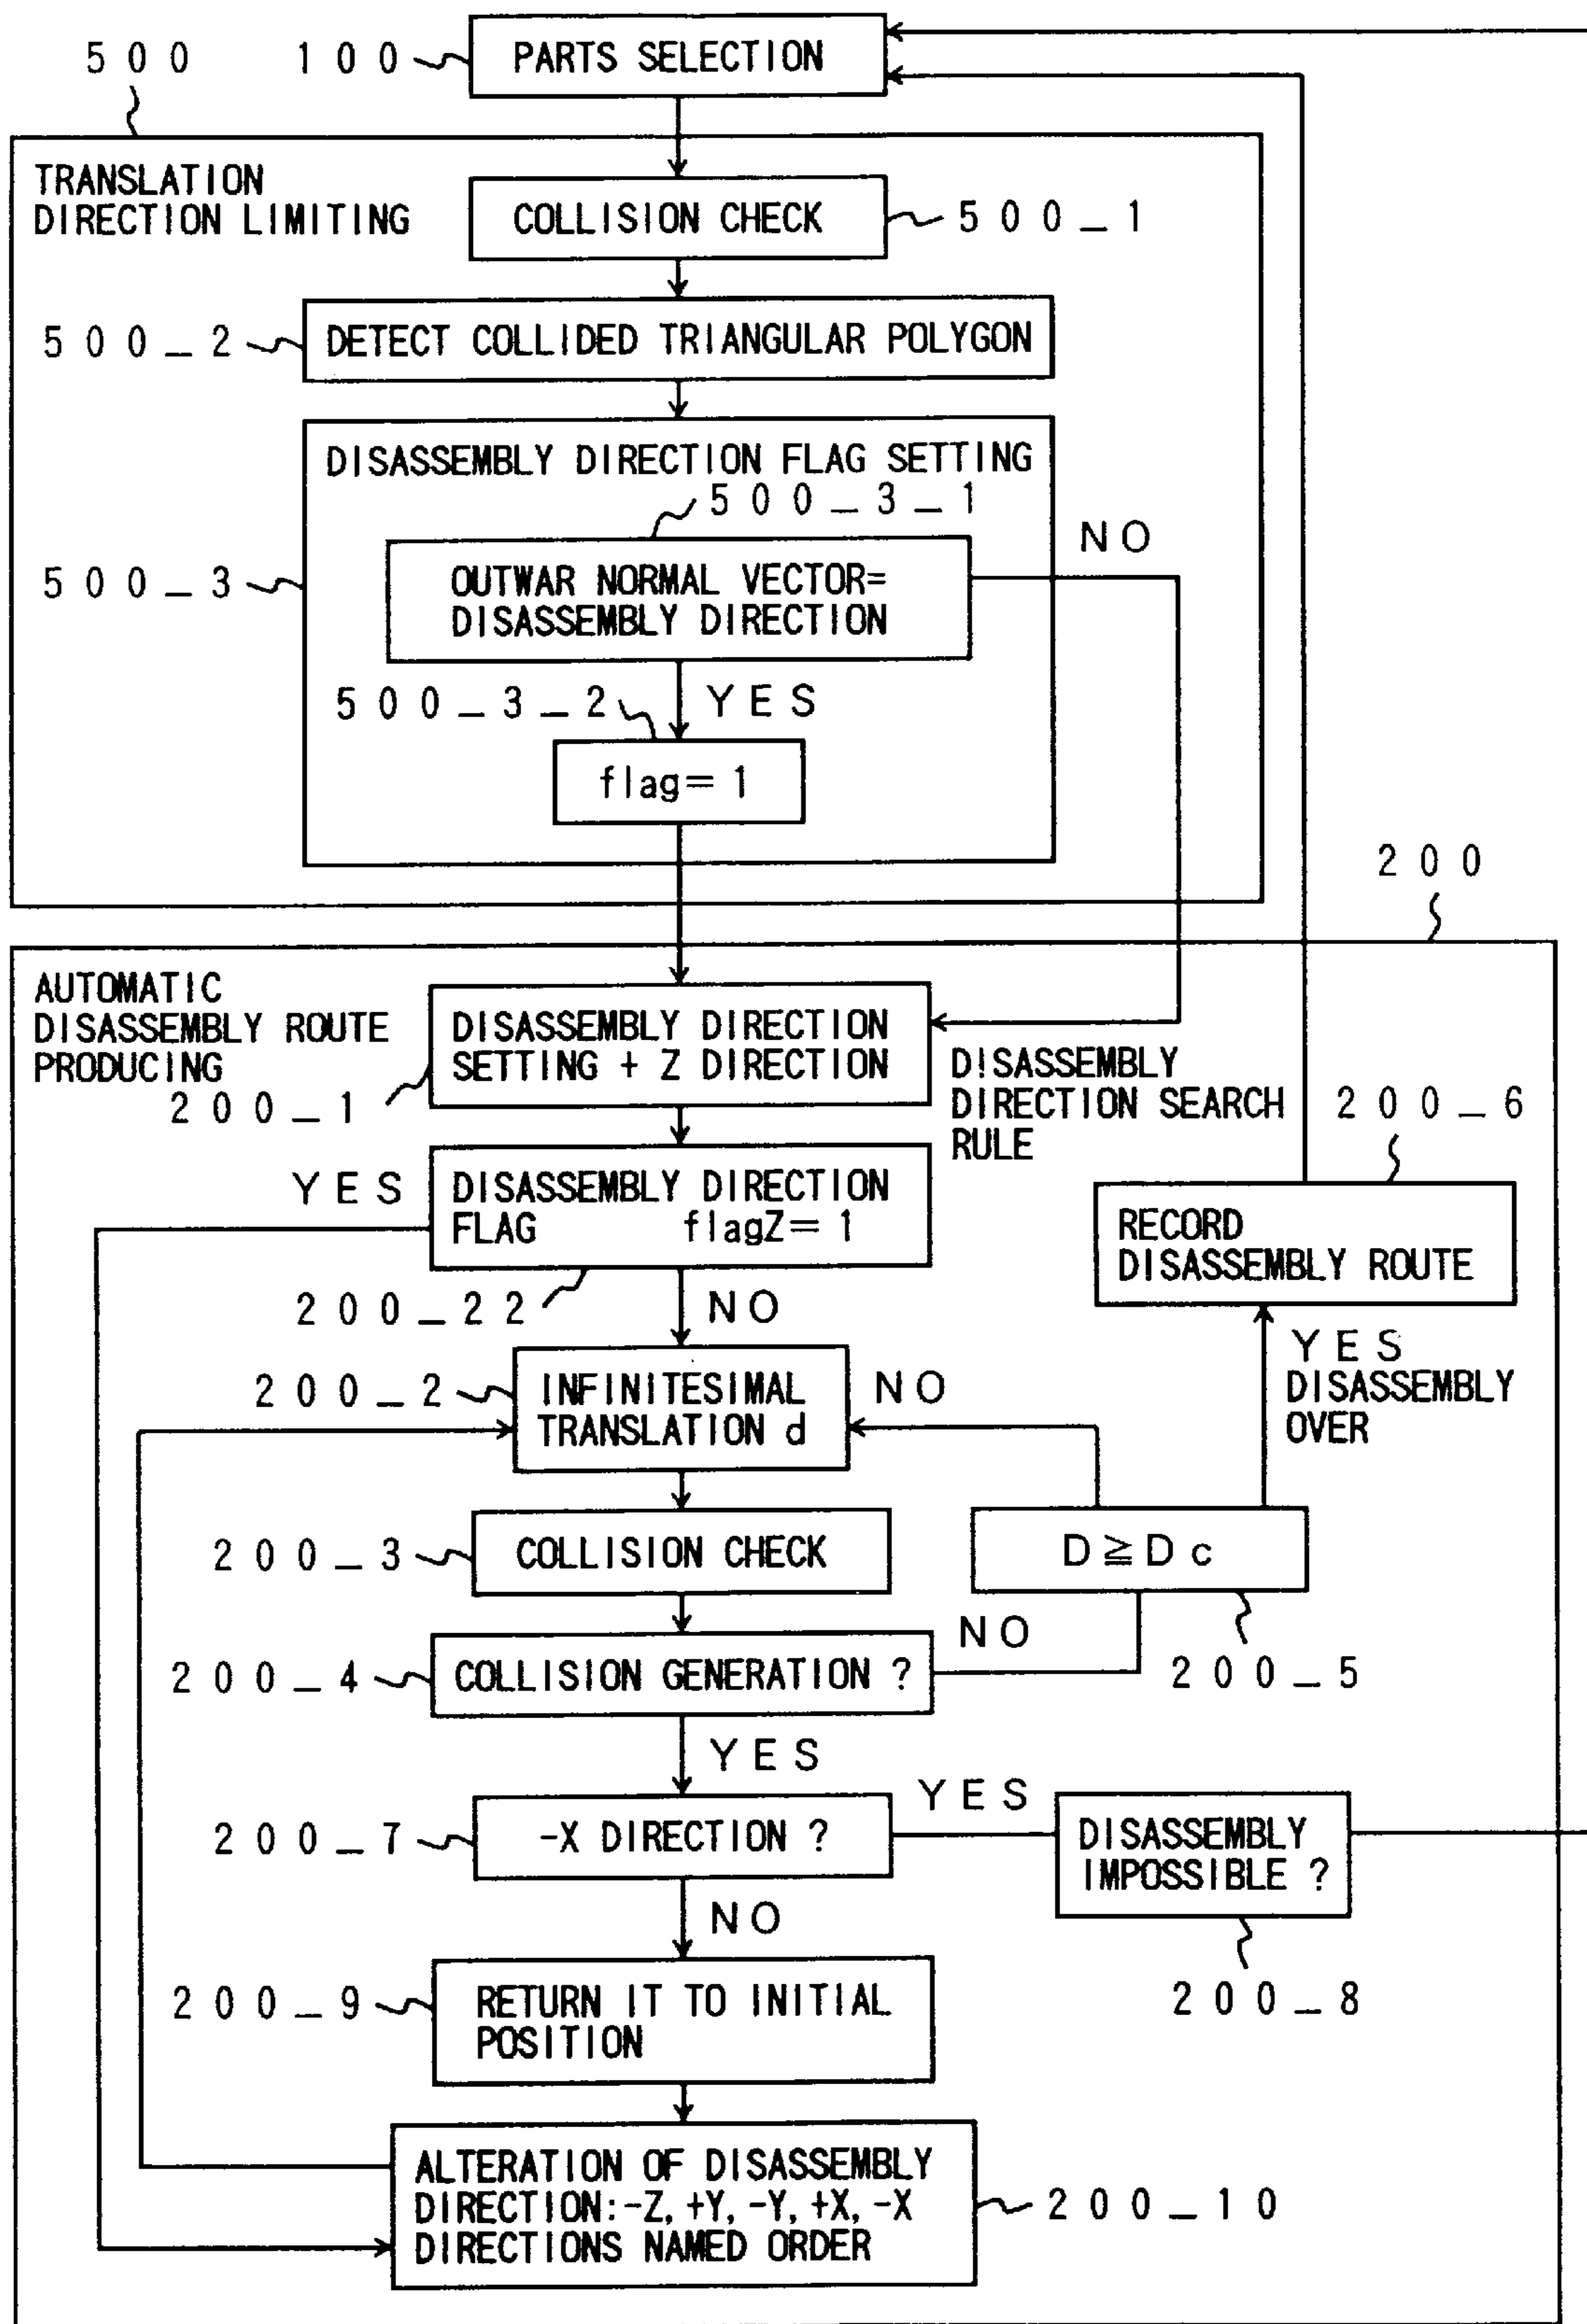 500
100
PARTS SELECTION
TRANSLATION
DIRECTION LIMITING
COLLISION CHECK
500_1
500_2
DETECT COLLIDED TRIANGULAR POLYGON
DISASSEMBLY DIRECTION FLAG SETTING
500_3_1
NO
500_3
OUTWAR NORMAL VECTOR=
DISASSEMBLY DIRECTION
500_3_2
YES
flag=1
200
AUTOMATIC
DISASSEMBLY ROUTE
PRODUCING
200_1
DISASSEMBLY DIRECTION
SETTING + Z DIRECTION
DISASSEMBLY
DIRECTION SEARCH
RULE
200_6
YES
DISASSEMBLY DIRECTION
FLAG flagZ=1
RECORD
DISASSEMBLY ROUTE
200_22
NO
YES
DISASSEMBLY
OVER
200_2
INFINITESIMAL
TRANSLATION d
NO
200_3
COLLISION CHECK
D≧Dc
NO
200_4
COLLISION GENERATION ?
200_5
YES
YES
200_7
-X DIRECTION ?
DISASSEMBLY
IMPOSSIBLE ?
NO
200_9
RETURN IT TO INITIAL
POSITION
200_8
ALTERATION OF DISASSEMBLY
DIRECTION:-Z, +Y, -Y, +X, -X
DIRECTIONS NAMED ORDER
200_10